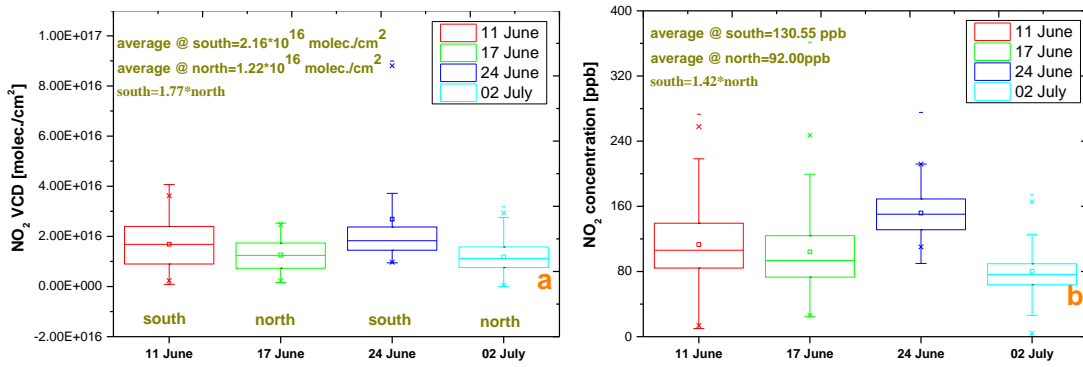 1.00E+017
8.00E+016
6.00E+016
4.00E+016
2.00E+016
0.00E+000
-2.00E+016
NO2 VCD [molec./cm2]
average @ south=2.16*10^16 molec./cm^2
average @ north=1.22*10^16 molec./cm^2
south=1.77*north
11 June
17 June
24 June
02 July
a
south
north
south
north
11 June
17 June
24 June
02 July
400
320
240
160
80
0
NO2 concentration [ppb]
average @ south=130.55 ppb
average @ north=92.00ppb
south=1.42*north
11 June
17 June
24 June
02 July
b
11 June
17 June
24 June
02 July